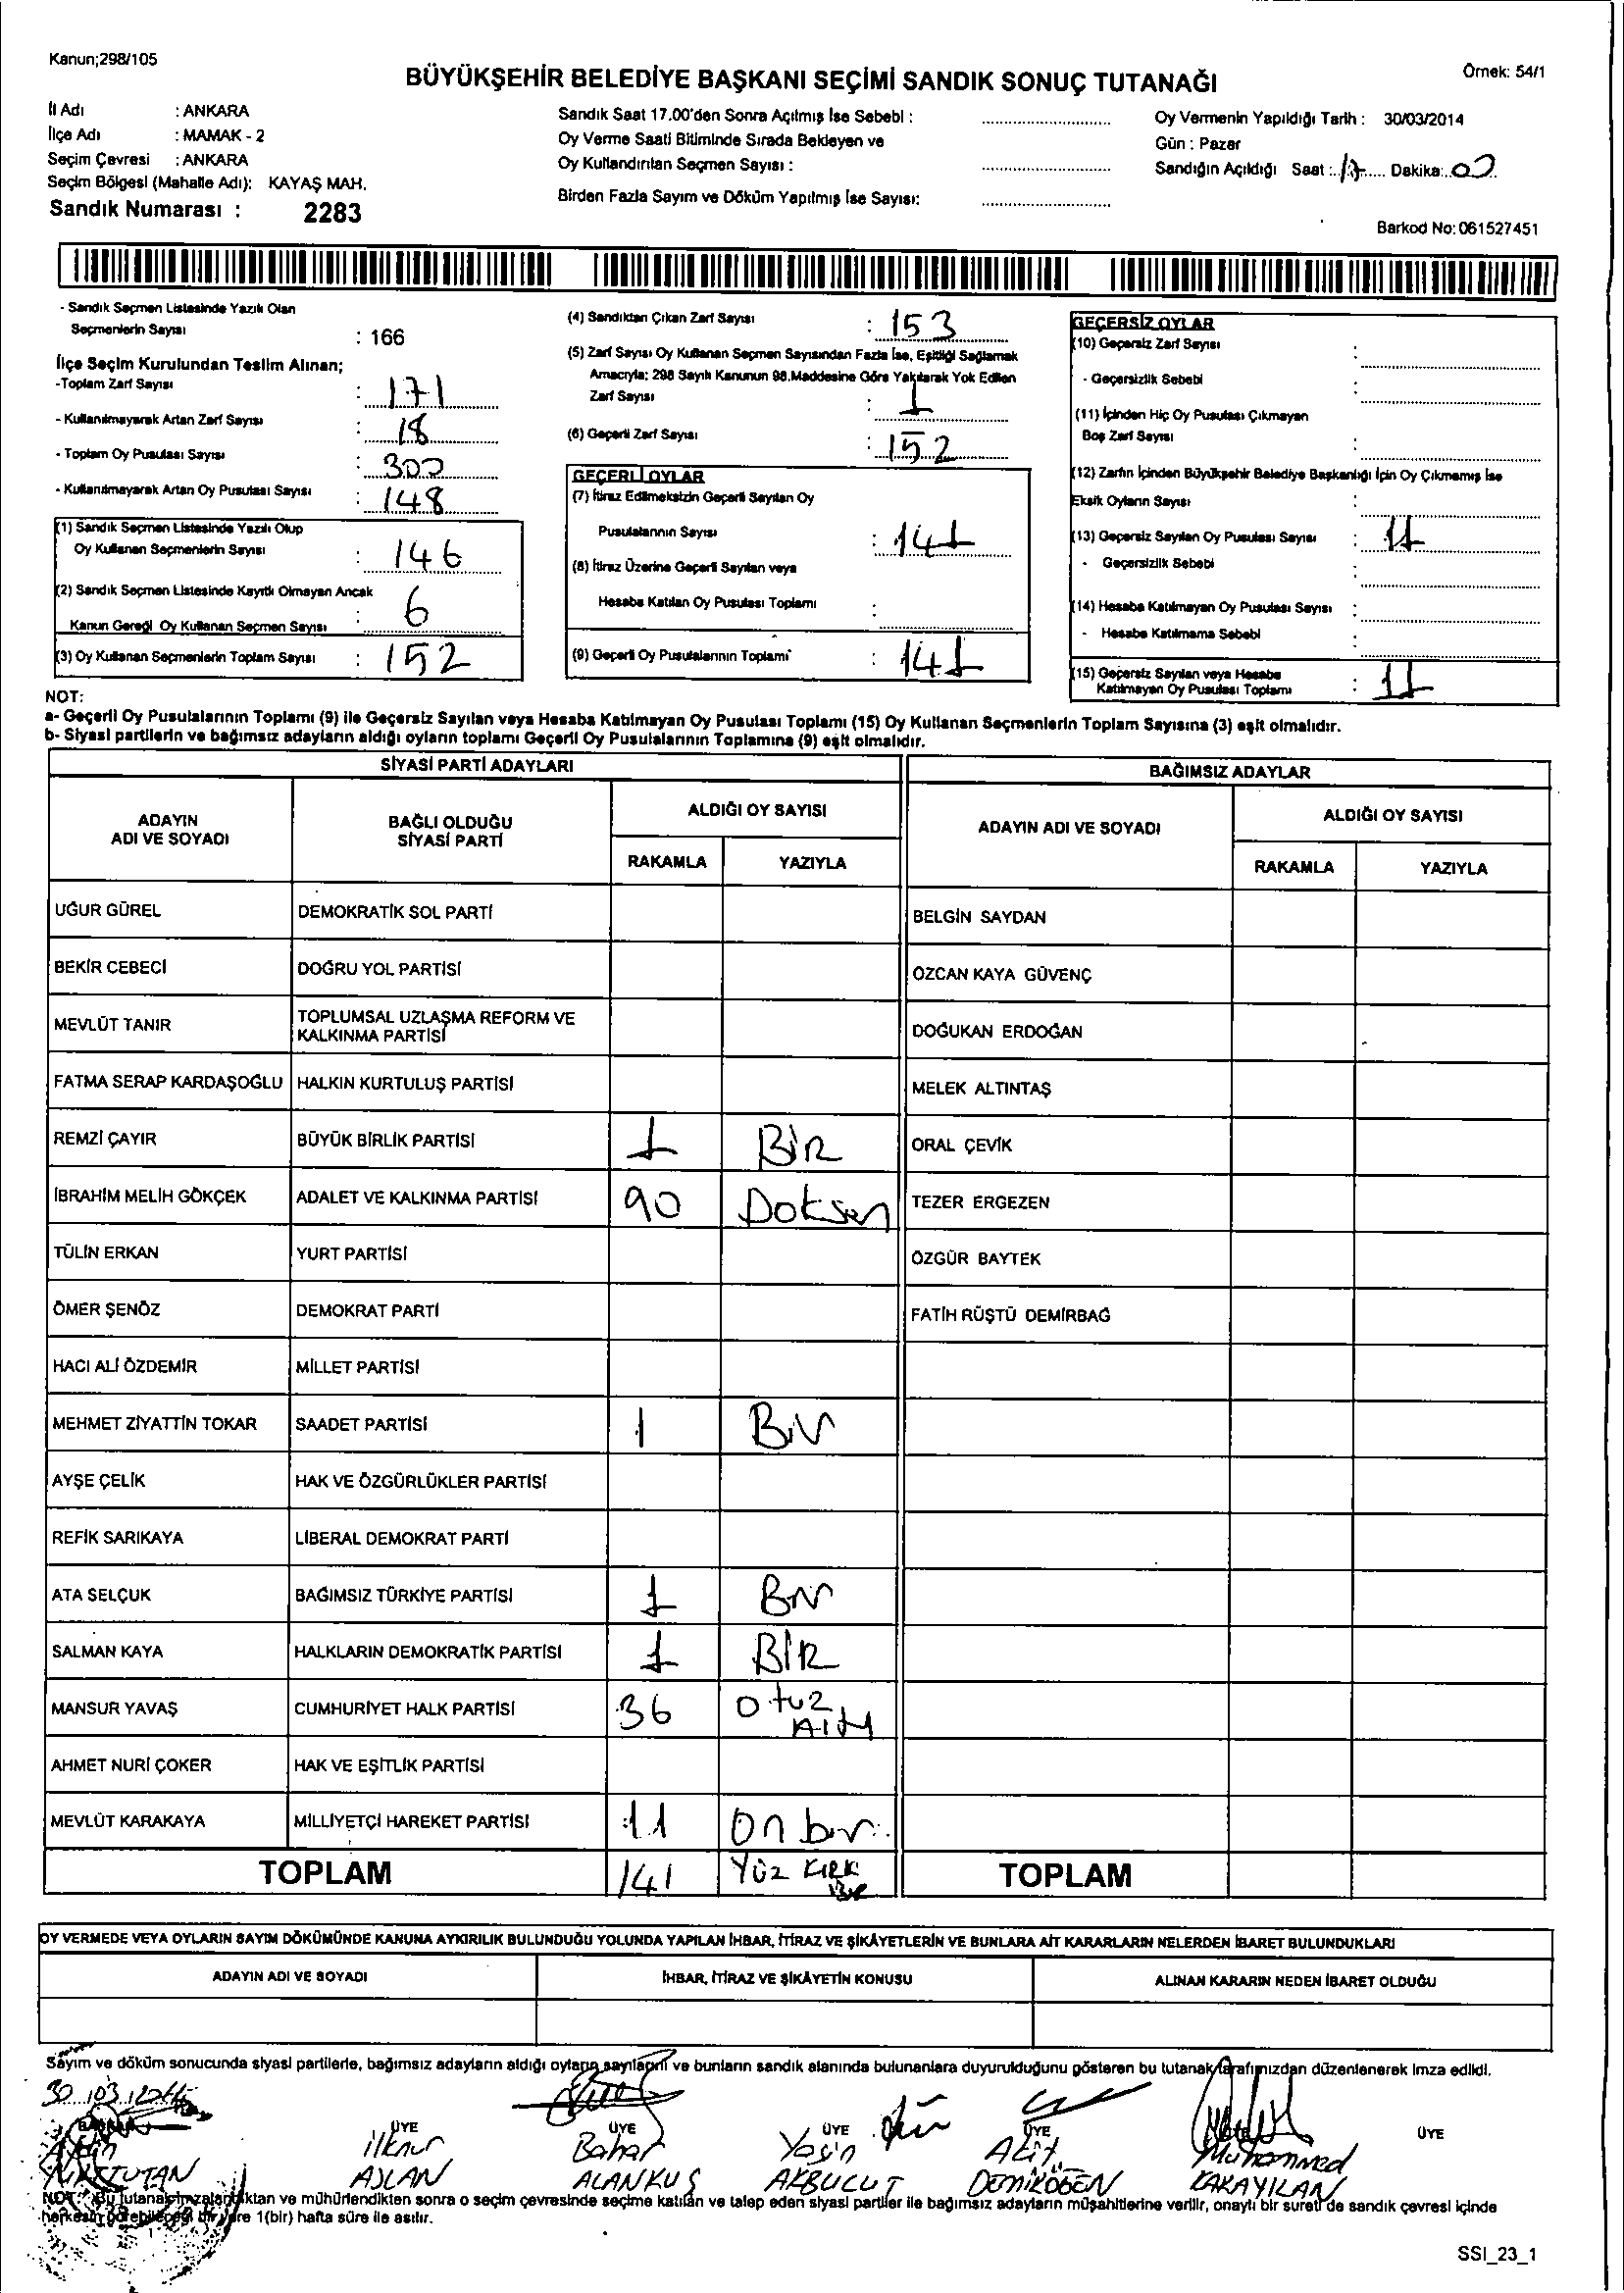 Kanun;298/105
BÜYÜKŞEHİR BELEDİYE BAŞKANI SEÇİMİ SANDIK SONUÇ TUTANAĞI
Örnek: 54/1
İl Adı : ANKARA
İlçe Adı : MAMAK - 2
Seçim Çevresi : ANKARA
Seçim Bölgesi (Mahalle Adı): KAYAŞ MAH.
Sandık Numarası : 2283
Sandık Saat 17.00'den Sonra Açılmış İse Sebebi :
Oy Verme Saati Bitiminde Sırada Bekleyen ve
Oy Kullandırılan Seçmen Sayısı :
Birden Fazla Sayım ve Döküm Yapılmış İse Sayısı:
Oy Vermenin Yapıldığı Tarih : 30/03/2014
Gün : Pazar
Sandığın Açıldığı Saat :..17..... Dakika:..00..
Barkod No: 061527451
- Sandık Seçmen Listesinde Yazılı Olan
Seçmenlerin Sayısı : 166
İlçe Seçim Kurulundan Teslim Alınan;
-Toplam Zarf Sayısı : 171
- Kullanılmayarak Artan Zarf Sayısı : 18
- Toplam Oy Pusulası Sayısı : 300
- Kullanılmayarak Artan Oy Pusulası Sayısı : 148
(1) Sandık Seçmen Listesinde Yazılı Olup
Oy Kullanan Seçmenlerin Sayısı : 146
(2) Sandık Seçmen Listesinde Kayıtlı Olmayan Ancak
Kanun Gereği Oy Kullanan Seçmen Sayısı : 6
(3) Oy Kullanan Seçmenlerin Toplam Sayısı : 152
(4) Sandıktan Çıkan Zarf Sayısı : 153
(5) Zarf Sayısı Oy Kullanan Seçmen Sayısından Fazla İse, Eşitliği Sağlamak
Amacıyla; 298 Sayılı Kanunun 98.Maddesine Göre Yakılarak Yok Edilen
Zarf Sayısı : 1
(6) Geçerli Zarf Sayısı : 152
GEÇERLİ OYLAR
(7) İtiraz Edilmeksizin Geçerli Sayılan Oy
Pusulalarının Sayısı : 141
(8) İtiraz Üzerine Geçerli Sayılan veya
Hesaba Katılan Oy Pusulası Toplamı :
(9) Geçerli Oy Pusulalarının Toplamı : 141
GEÇERSİZ OYLAR
(10) Geçersiz Zarf Sayısı :
- Geçersizlik Sebebi :
(11) İçinden Hiç Oy Pusulası Çıkmayan
Boş Zarf Sayısı :
(12) Zarfın İçinden Büyükşehir Belediye Başkanlığı İçin Oy Çıkmamış İse
Eksik Oyların Sayısı :
(13) Geçersiz Sayılan Oy Pusulası Sayısı : 11
- Geçersizlik Sebebi :
(14) Hesaba Katılmayan Oy Pusulası Sayısı :
- Hesaba Katılmama Sebebi :
(15) Geçersiz Sayılan veya Hesaba
Katılmayan Oy Pusulası Toplamı : 11
NOT:
a- Geçerli Oy Pusulalarının Toplamı (9) ile Geçersiz Sayılan veya Hesaba Katılmayan Oy Pusulası Toplamı (15) Oy Kullanan Seçmenlerin Toplam Sayısına (3) eşit olmalıdır.
b- Siyasi partilerin ve bağımsız adayların aldığı oyların toplamı Geçerli Oy Pusulalarının Toplamına (9) eşit olmalıdır.
SİYASİ PARTİ ADAYLARI BAĞIMSIZ ADAYLAR
ADAYIN ADI VE SOYADI BAĞLI OLDUĞU SİYASİ PARTİ ALDIĞI OY SAYISI ADAYIN ADI VE SOYADI ALDIĞI OY SAYISI
RAKAMLA YAZIYLA RAKAMLA YAZIYLA
UĞUR GÜREL DEMOKRATİK SOL PARTİ BELGİN SAYDAN
BEKİR CEBECİ DOĞRU YOL PARTİSİ ÖZCAN KAYA GÜVENÇ
MEVLÜT TANIR TOPLUMSAL UZLAŞMA REFORM VE KALKINMA PARTİSİ DOĞUKAN ERDOĞAN
FATMA SERAP KARDAŞOĞLU HALKIN KURTULUŞ PARTİSİ MELEK ALTINTAŞ
REMZİ ÇAYIR BÜYÜK BİRLİK PARTİSİ 1 BİR ORAL ÇEVİK
İBRAHİM MELİH GÖKÇEK ADALET VE KALKINMA PARTİSİ 90 Doksan TEZER ERGEZEN
TÜLİN ERKAN YURT PARTİSİ ÖZGÜR BAYTEK
ÖMER ŞENÖZ DEMOKRAT PARTİ FATİH RÜŞTÜ DEMİRBAĞ
HACI ALİ ÖZDEMİR MİLLET PARTİSİ
MEHMET ZİYATTİN TOKAR SAADET PARTİSİ 1 Bir
AYŞE ÇELİK HAK VE ÖZGÜRLÜKLER PARTİSİ
REFİK SARIKAYA LİBERAL DEMOKRAT PARTİ
ATA SELÇUK BAĞIMSIZ TÜRKİYE PARTİSİ 1 Bir
SALMAN KAYA HALKLARIN DEMOKRATİK PARTİSİ 1 BİR
MANSUR YAVAŞ CUMHURİYET HALK PARTİSİ 36 Otuz Altı
AHMET NURİ ÇOKER HAK VE EŞİTLİK PARTİSİ
MEVLÜT KARAKAYA MİLLİYETÇİ HAREKET PARTİSİ 11 On bir
TOPLAM 141 Yüz Kırk Bir TOPLAM
OY VERMEDE VEYA OYLARIN SAYIM DÖKÜMÜNDE KANUNA AYKIRILIK BULUNDUĞU YOLUNDA YAPILAN İHBAR, İTİRAZ VE ŞİKÂYETLERİN VE BUNLARA AİT KARARLARIN NELERDEN İBARET BULUNDUKLARI
ADAYIN ADI VE SOYADI İHBAR, İTİRAZ VE ŞİKÂYETİN KONUSU ALINAN KARARIN NEDEN İBARET OLDUĞU
Sayım ve döküm sonucunda siyasi partilerle, bağımsız adayların aldığı oyların sayılarını ve bunların sandık alanında bulunanlara duyurulduğunu gösteren bu tutanak tarafımızdan düzenlenerek imza edildi.
ÜYE ÜYE ÜYE ÜYE ÜYE
İlknur Bahar Yasin Muhammed
ASLAN ALANKUŞ AKBULUT KARAYILAN
NOT: Bu tutanak imzalandıktan ve mühürlendikten sonra o seçim çevresinde seçime katılan ve talep eden siyasi partiler ile bağımsız adayların müşahitlerine verilir, onaylı bir sureti de sandık çevresi içinde
herkesin görebileceği bir yere 1(bir) hafta süre ile asılır.
SSI_23_1